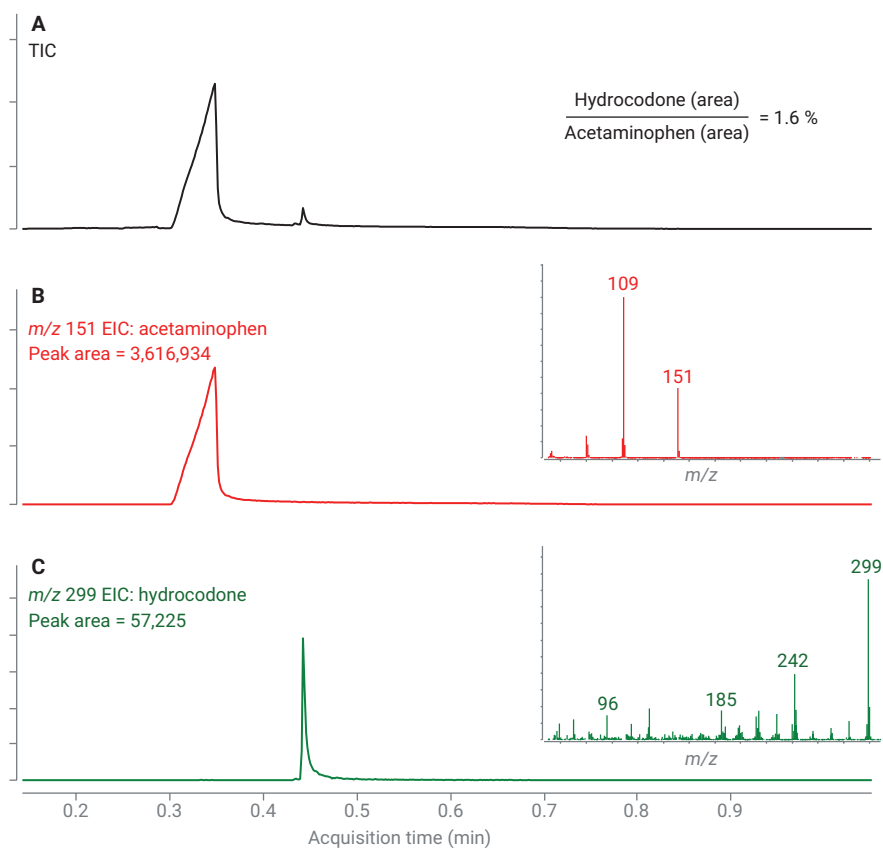 A
TIC
Hydrocodone (area)
Acetaminophen (area)
= 1.6 %
B
m/z 151 EIC: acetaminophen
Peak area = 3,616,934
109
151
m/z
C
m/z 299 EIC: hydrocodone
Peak area = 57,225
96
185
242
299
m/z
0.2 0.3 0.4 0.5 0.6 0.7 0.8 0.9
Acquisition time (min)